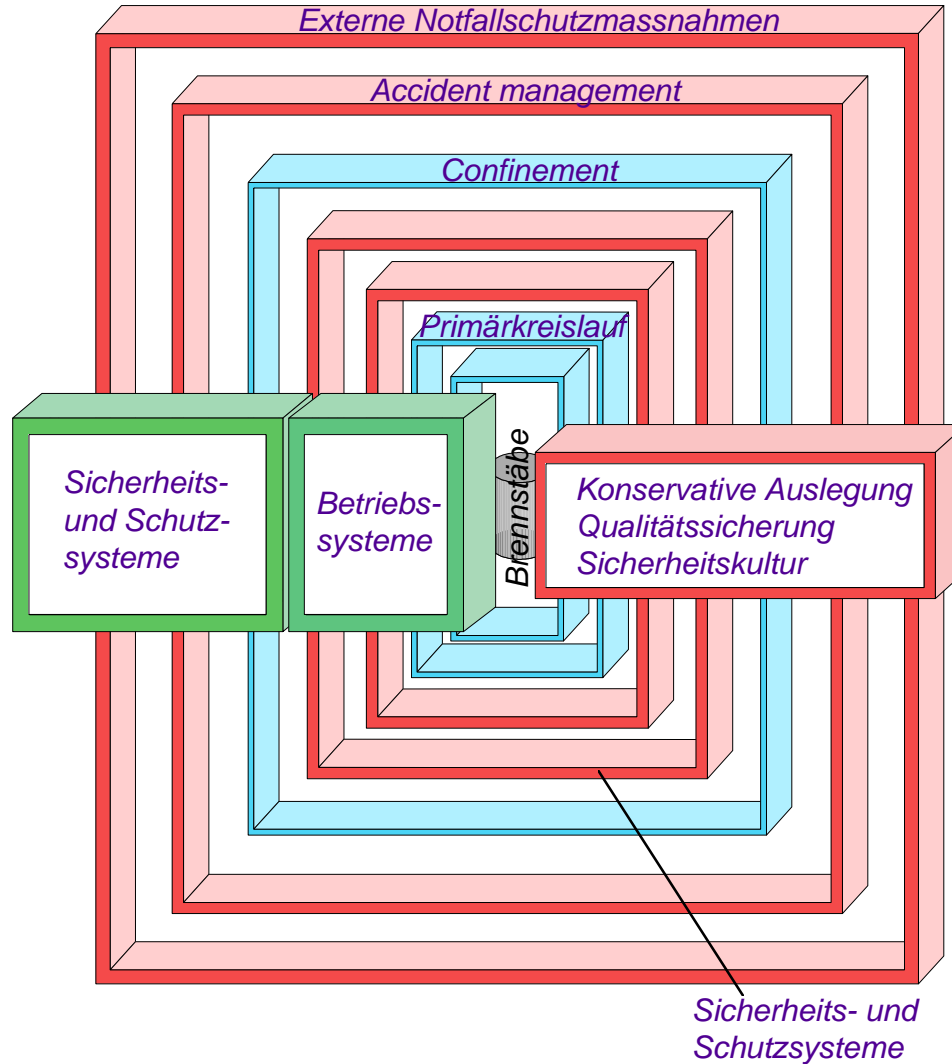 Externe Notfallschutzmassnahmen
Accident management
Confinement
Primärkreislauf
Brennstäbe
Sicherheits-
und Schutz-
systeme
Betriebs-
systeme
Konservative Auslegung
Qualitätssicherung
Sicherheitskultur
Sicherheits- und
Schutzsysteme